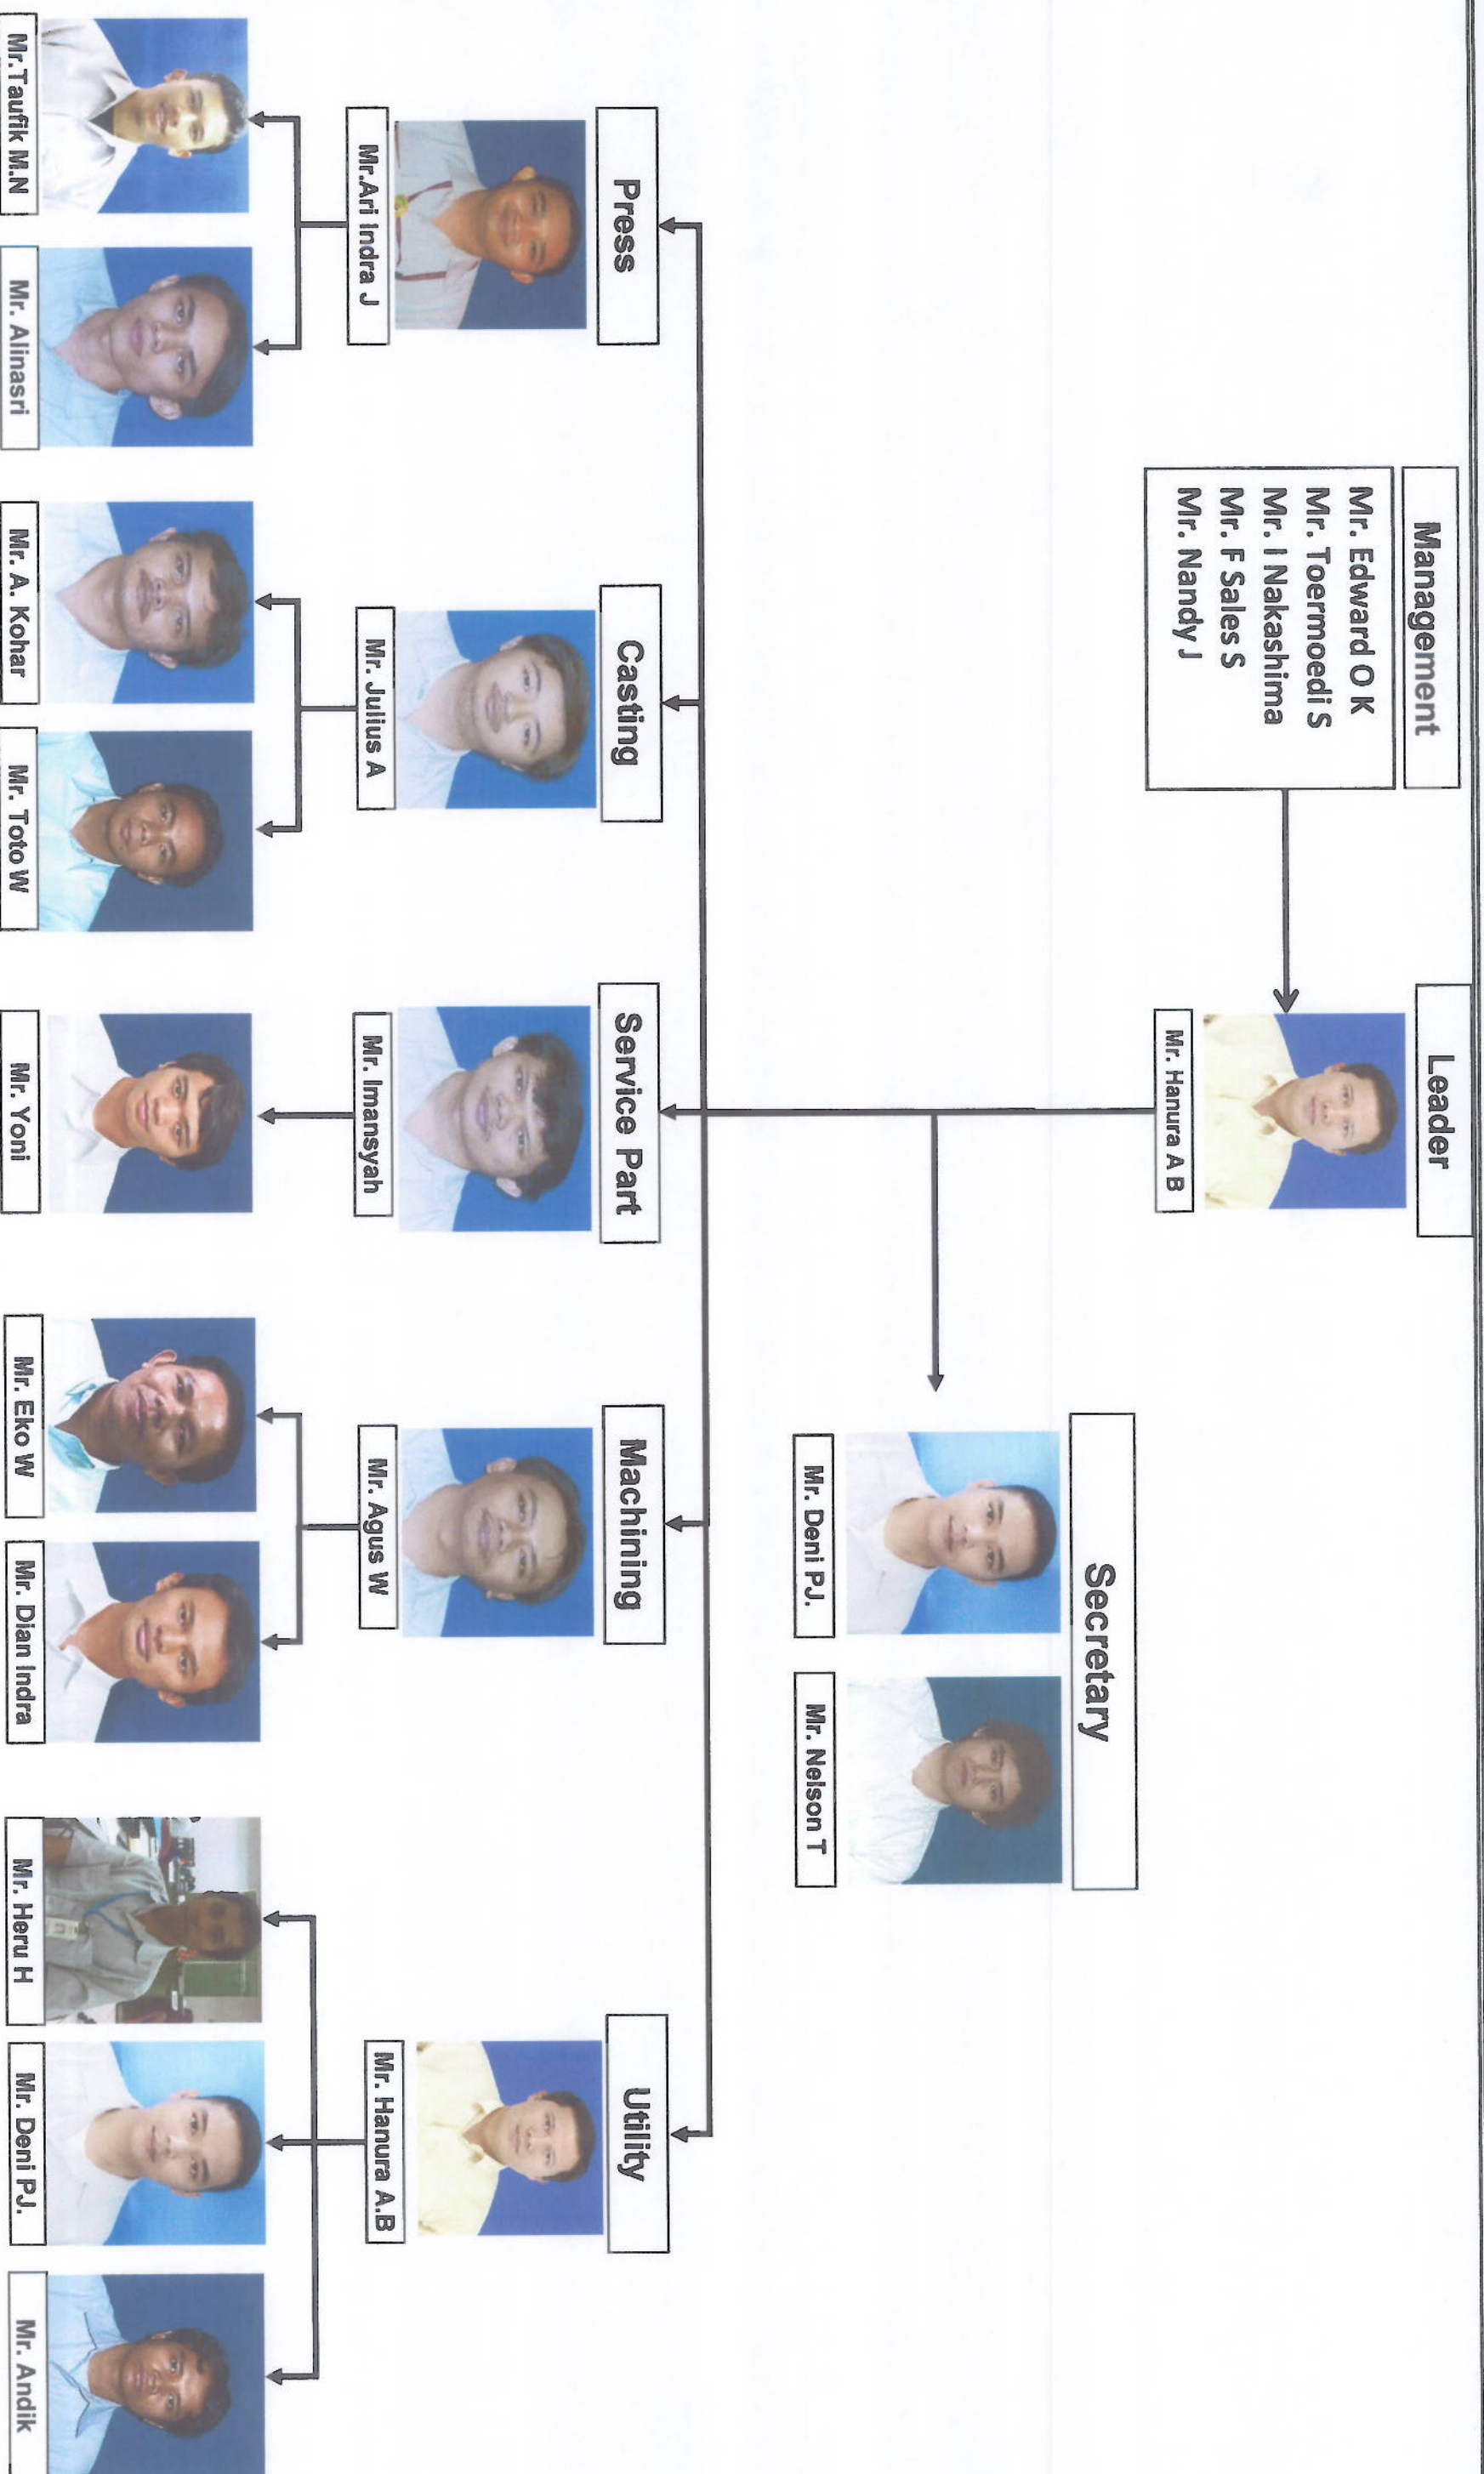 Management
Mr. Edward O K
Mr. Toermoedi S
Mr. I Nakashima
Mr. F Sales S
Mr. Nandy J
Leader
Mr. Hanura A B
Secretary
Mr. Deni PJ.
Mr. Nelson T
Press
Mr.Ari Indra J
Mr.Taufik M.N
Mr. Alinasri
Casting
Mr. Julius A
Mr. A. Kohar
Mr. Toto W
Service Part
Mr. Imansyah
Mr. Yoni
Machining
Mr. Agus W
Mr. Eko W
Mr. Dian Indra
Utility
Mr. Hanura A.B
Mr. Heru H
Mr. Deni PJ.
Mr. Andik